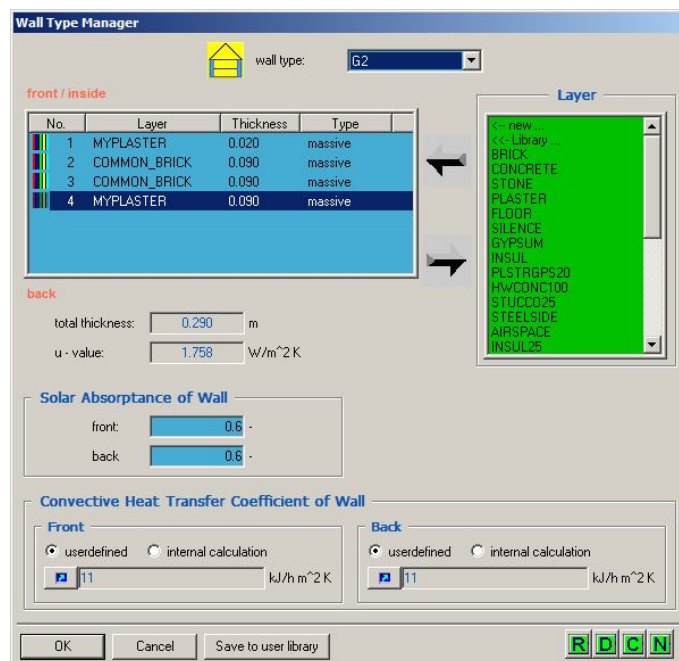 Wall Type Manager
wall type: G2
front / inside
No. Layer Thickness Type
1 MYPLASTER 0.020 massive
2 COMMON_BRICK 0.090 massive
3 COMMON_BRICK 0.090 massive
4 MYPLASTER 0.090 massive
Layer
<-- new ...
<<- Library ...
BRICK
CONCRETE
STONE
PLASTER
FLOOR
SILENCE
GYPSUM
INSUL
PLSTRGPS20
HWCONC100
STUCCO25
STEELSIDE
AIRSPACE
INSUL25
back
total thickness: 0.290 m
u - value: 1.758 W/m^2 K
Solar Absorptance of Wall
front: 0.6 -
back 0.6 -
Convective Heat Transfer Coefficient of Wall
Front
userdefined internal calculation
11 kJ/h m^2 K
Back
userdefined internal calculation
11 kJ/h m^2 K
OK Cancel Save to user library R D C N